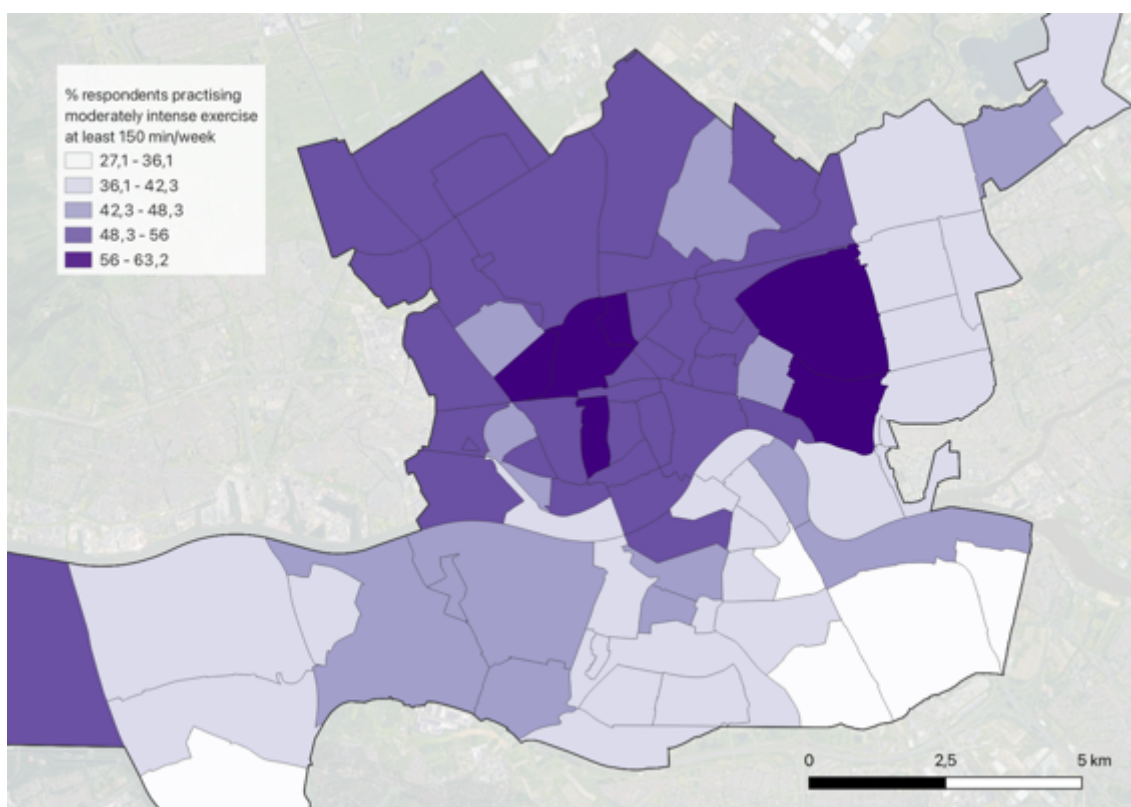 % respondents practising
moderately intense exercise
at least 150 min/week
27,1 - 36,1
36,1 - 42,3
42,3 - 48,3
48,3 - 56
56 - 63,2
0 2,5 5 km